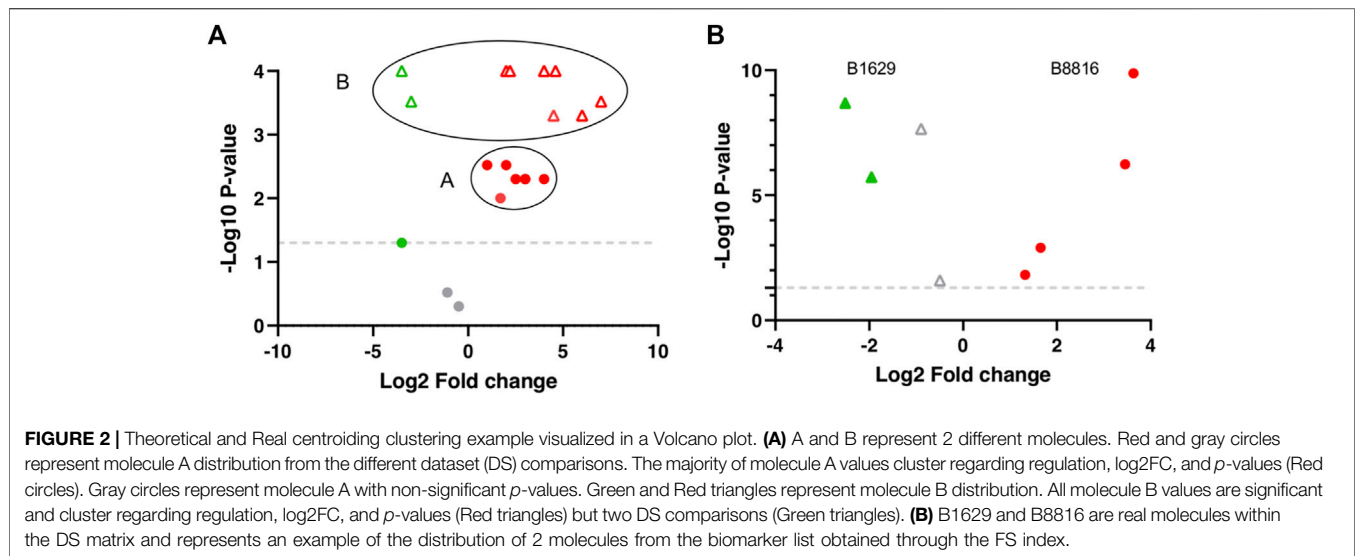 A
B
4
3
2
1
0
-10
-5
0
5
10
-Log10 P-value
Log2 Fold change
B
A
10
5
0
-4
-2
0
2
4
-Log10 P-value
Log2 Fold change
B1629
B8816
FIGURE 2 | Theoretical and Real centroiding clustering example visualized in a Volcano plot. (A) A and B represent 2 different molecules. Red and gray circles
represent molecule A distribution from the different dataset (DS) comparisons. The majority of molecule A values cluster regarding regulation, log2FC, and p-values (Red
circles). Gray circles represent molecule A with non-significant p-values. Green and Red triangles represent molecule B distribution. All molecule B values are significant
and cluster regarding regulation, log2FC, and p-values (Red triangles) but two DS comparisons (Green triangles). (B) B1629 and B8816 are real molecules within
the DS matrix and represents an example of the distribution of 2 molecules from the biomarker list obtained through the FS index.